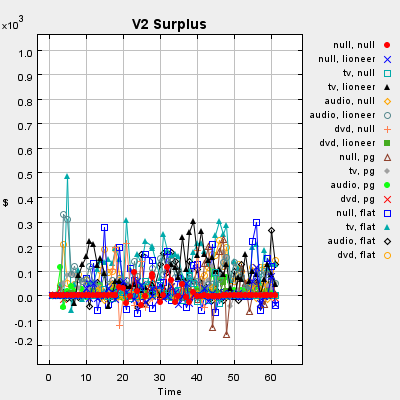 V2 Surplus
x10³
1.0
0.9
0.8
0.7
0.6
0.5
0.4
0.3
0.2
0.1
0.0
-0.1
-0.2
$
0 10 20 30 40 50 60
Time
null, null
null, lioneer
tv, null
tv, lioneer
audio, null
audio, lioneer
dvd, null
dvd, lioneer
null, pg
tv, pg
audio, pg
dvd, pg
null, flat
tv, flat
audio, flat
dvd, flat